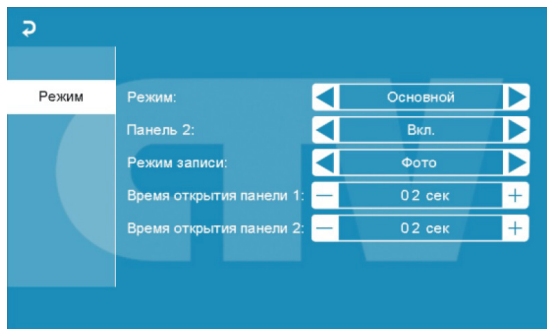 Режим
Режим: Основной
Панель 2: Вкл.
Режим записи: Фото
Время открытия панели 1: 02 сек
Время открытия панели 2: 02 сек